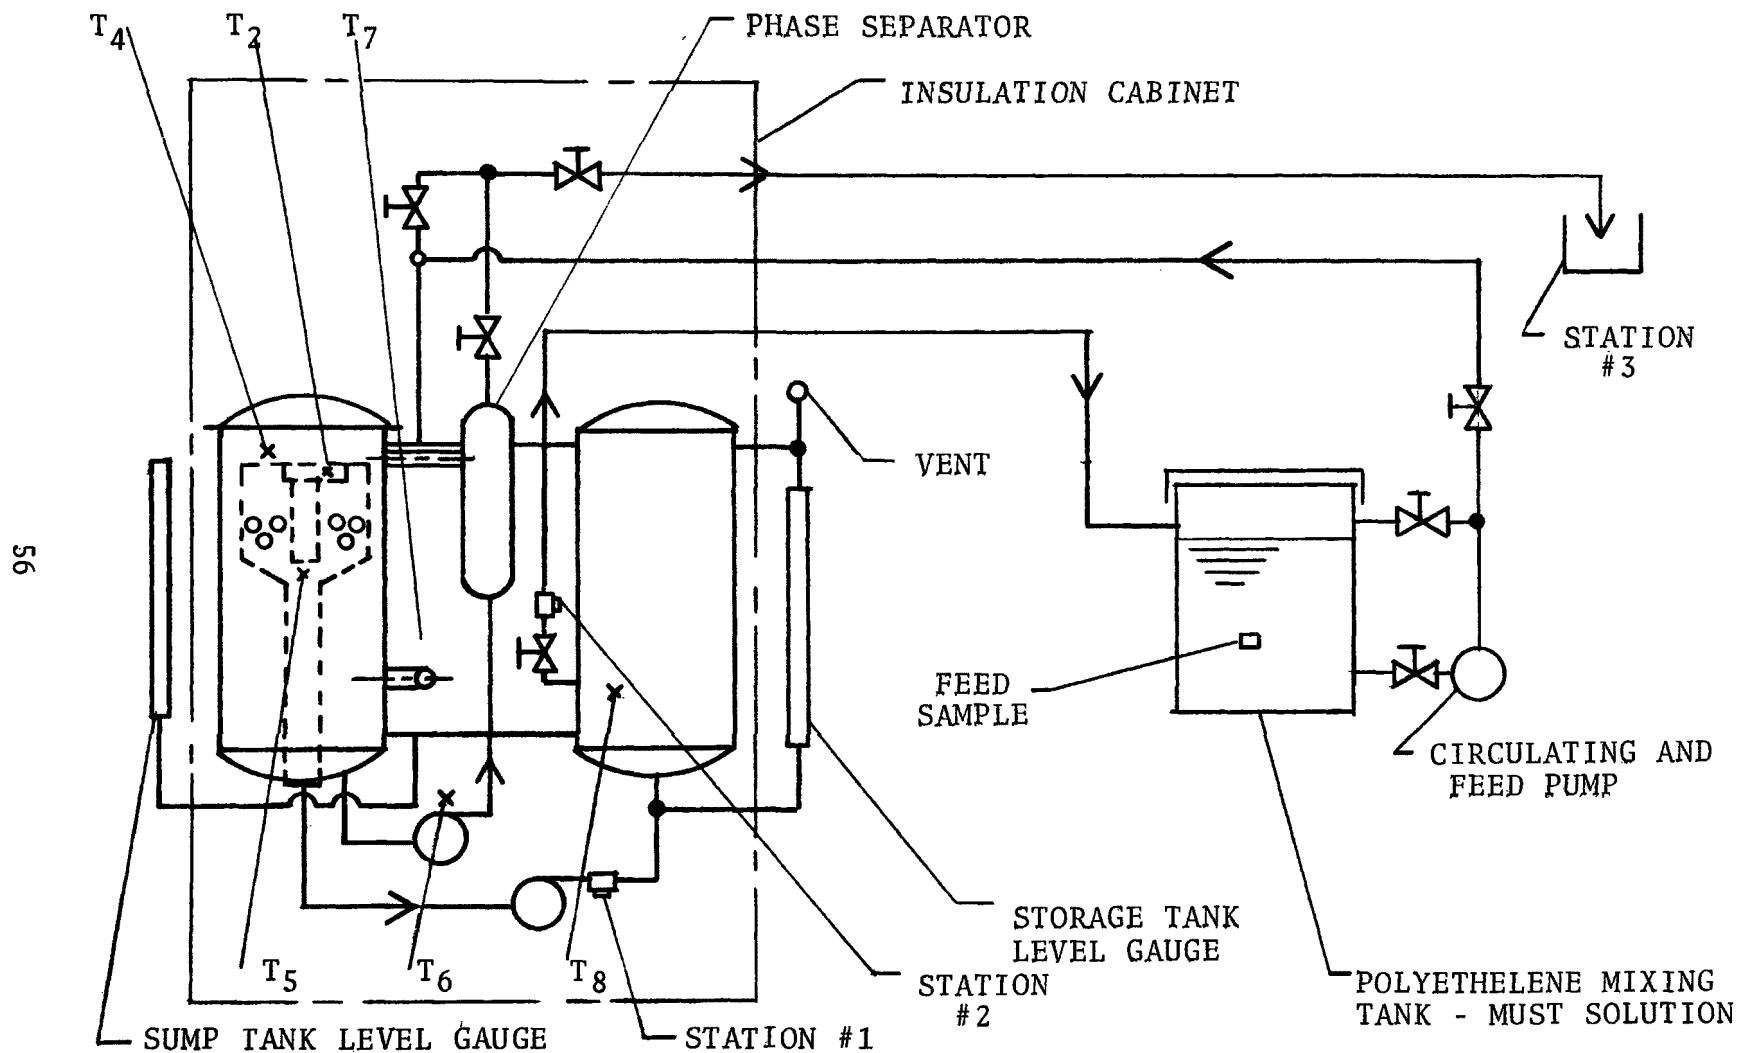 T4
T2
T7
PHASE SEPARATOR
INSULATION CABINET
STATION
#3
VENT
56
FEED
SAMPLE
CIRCULATING AND
FEED PUMP
STORAGE TANK
LEVEL GAUGE
T5
T6
T8
STATION
#2
POLYETHELENE MIXING
TANK - MUST SOLUTION
SUMP TANK LEVEL GAUGE
STATION #1